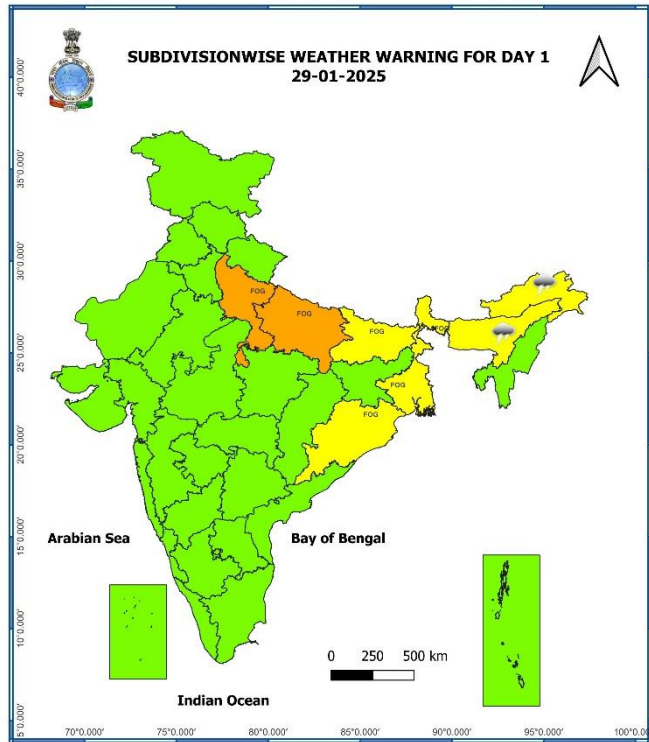 SUBDIVISIONWISE WEATHER WARNING FOR DAY 1
29-01-2025
40°0.000'
35°0.000'
30°0.000'
25°0.000'
20°0.000'
15°0.000'
10°0.000'
5°0.000'
FOG
FOG
FOG
FOG
FOG
FOG
Arabian Sea
Bay of Bengal
0 250 500 km
Indian Ocean
70°0.000' 75°0.000' 80°0.000' 85°0.000' 90°0.000' 95°0.000' 100°0.00